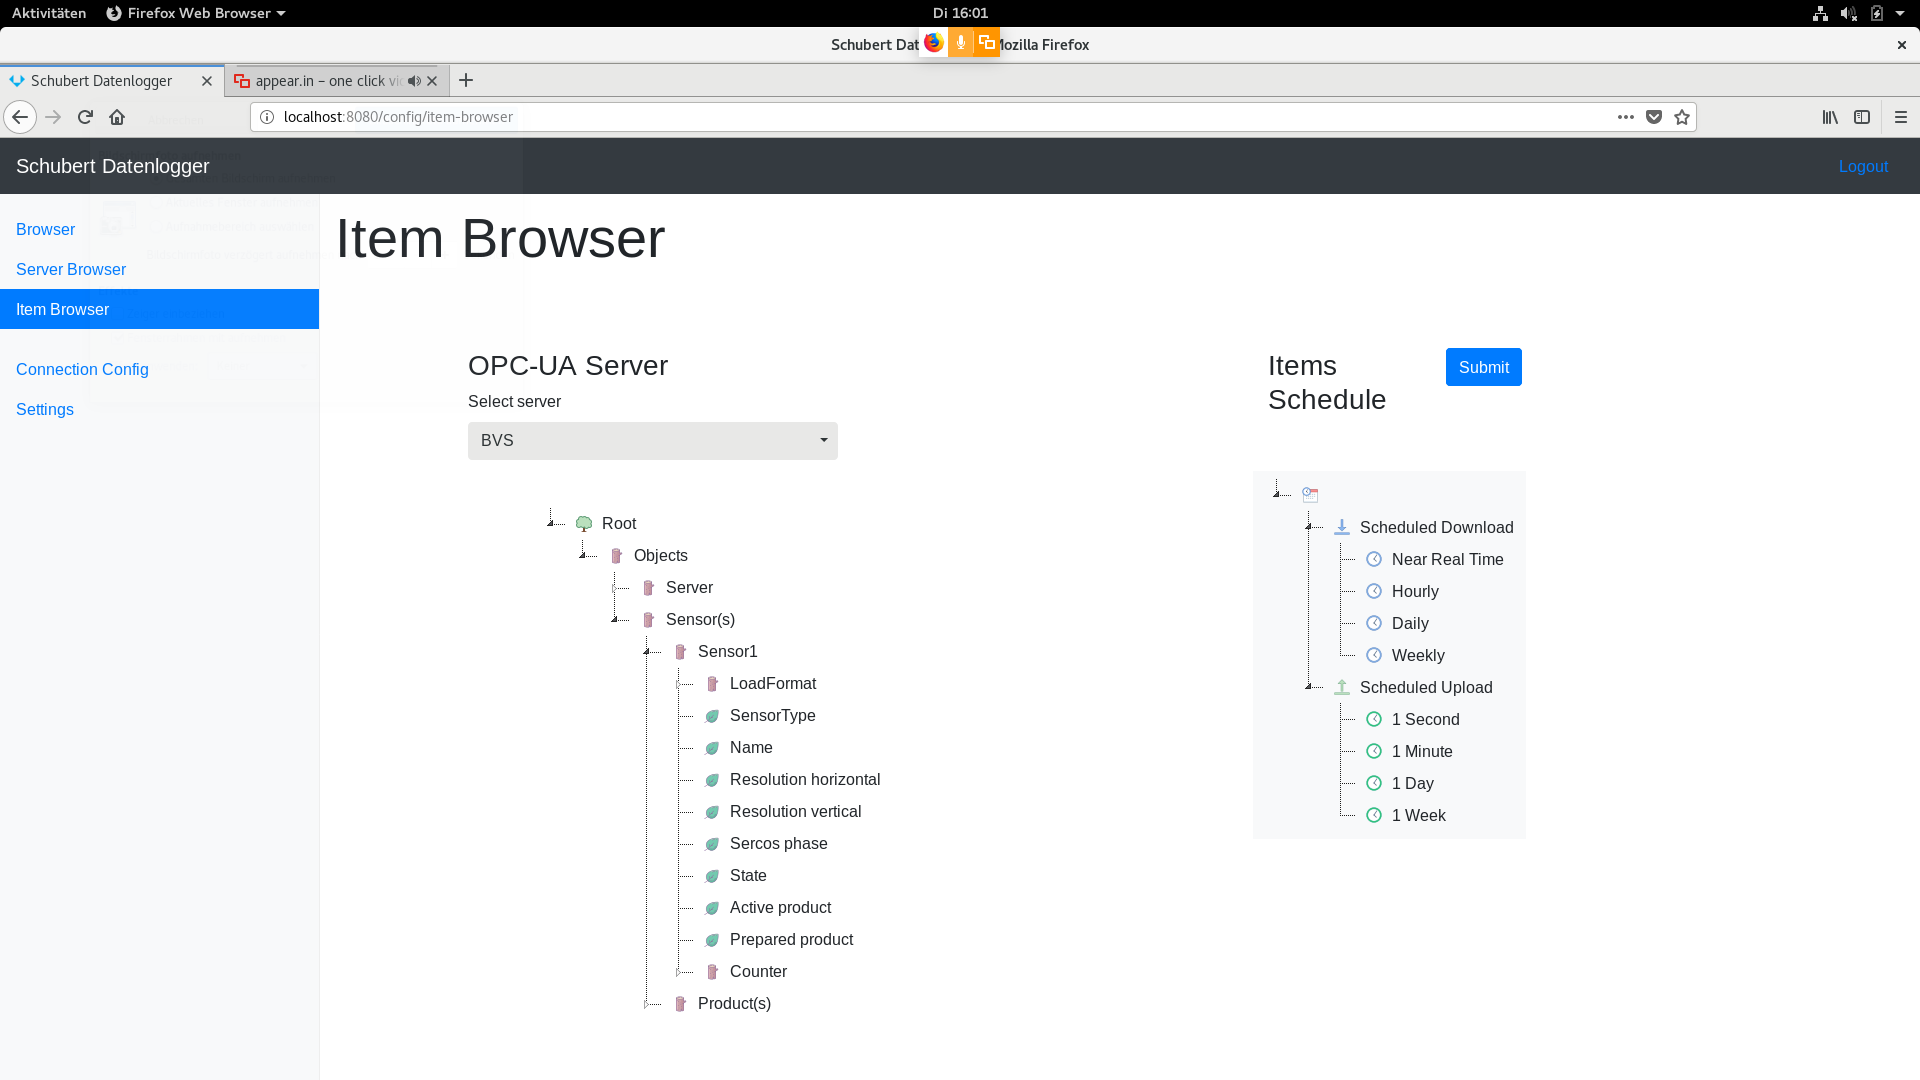 Aktivitäten
Firefox Web Browser
Di 16:01
Schubert Dat
Mozilla Firefox
Schubert Datenlogger
appear.in – one click vi
localhost:8080/config/item-browser
Schubert Datenlogger
Logout
Browser
Server Browser
Item Browser
Connection Config
Settings
Item Browser
OPC-UA Server
Select server
BVS
Root
Objects
Server
Sensor(s)
Sensor1
LoadFormat
SensorType
Name
Resolution horizontal
Resolution vertical
Sercos phase
State
Active product
Prepared product
Counter
Product(s)
Items
Schedule
Submit
Scheduled Download
Near Real Time
Hourly
Daily
Weekly
Scheduled Upload
1 Second
1 Minute
1 Day
1 Week